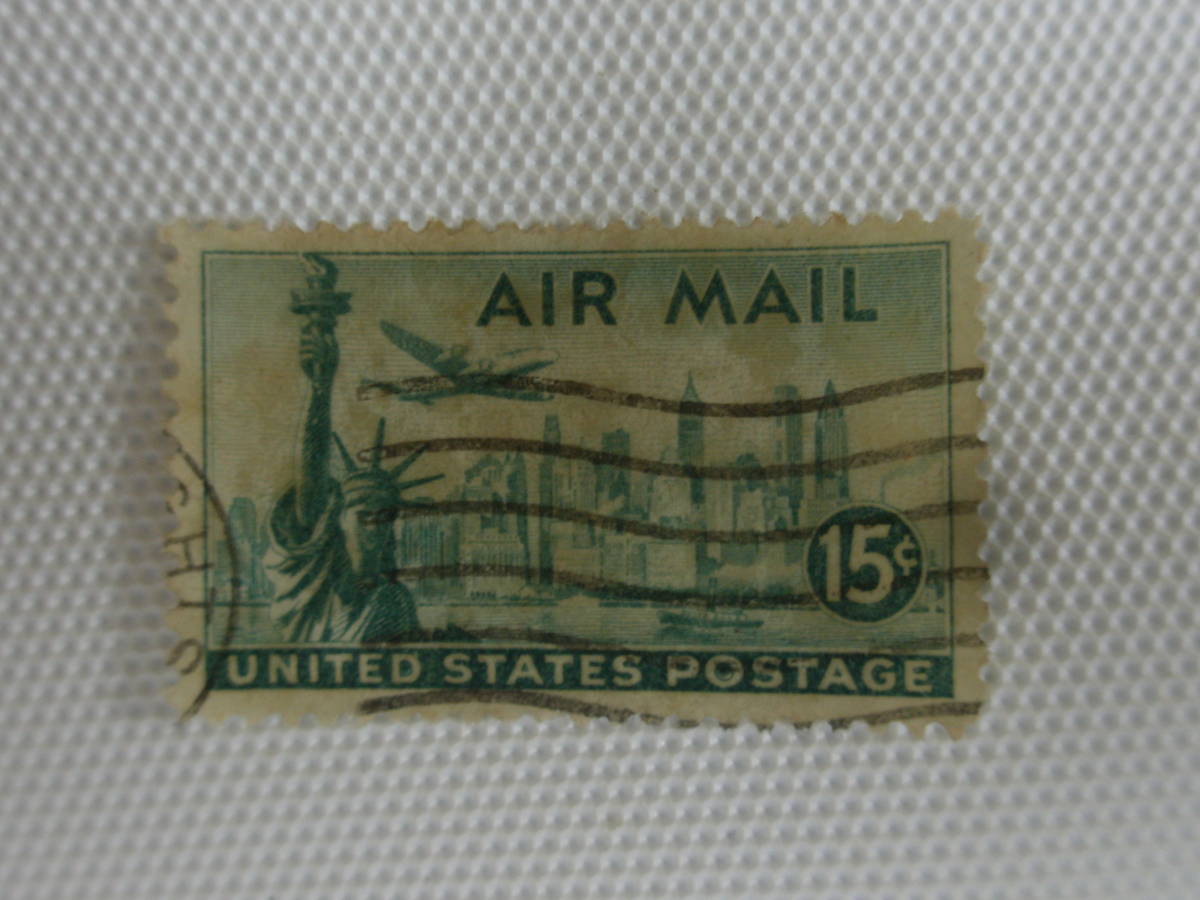 AIR MAIL
15¢
UNITED STATES POSTAGE